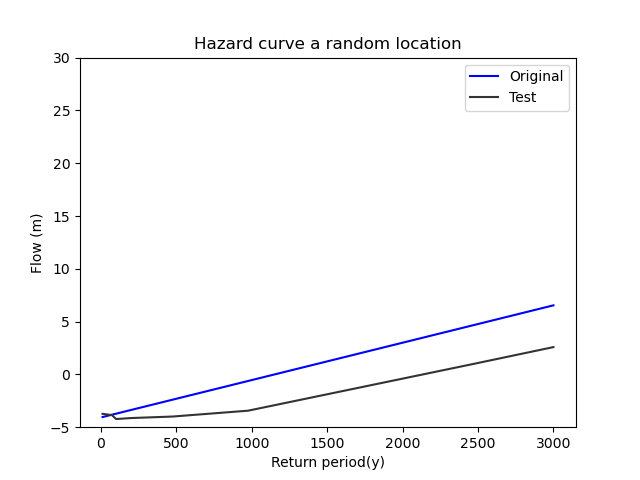 Hazard curve a random location
30
25
20
15
10
5
0
−5
Flow (m)
Original
Test
0 500 1000 1500 2000 2500 3000
Return period(y)